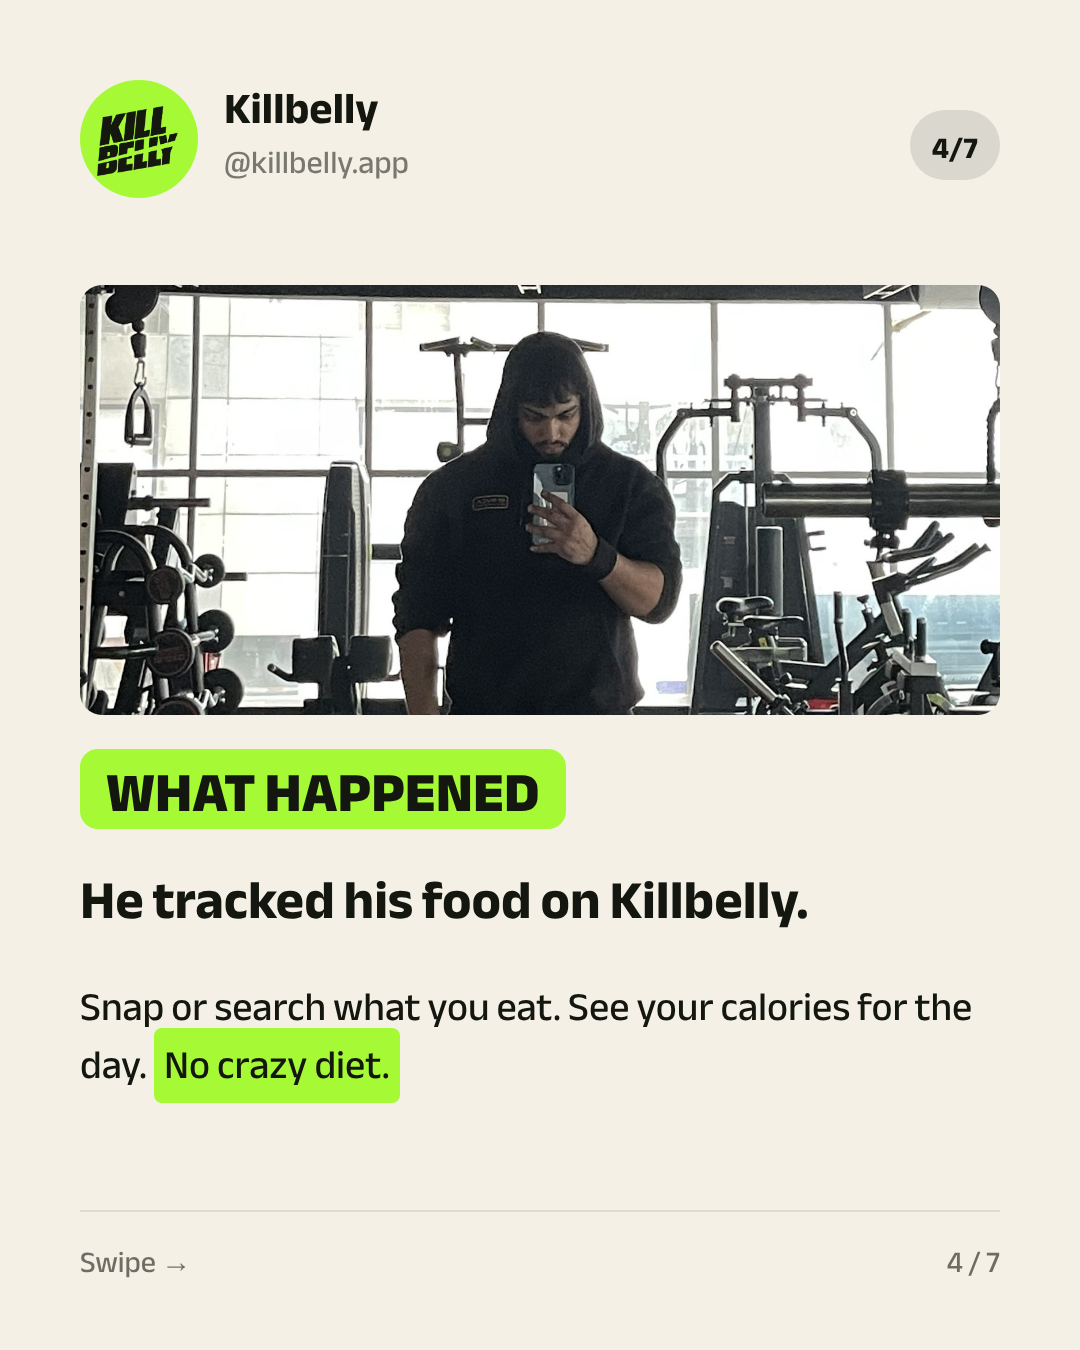 KILL
BELLY
Killbelly
@killbelly.app
4/7
WHAT HAPPENED
He tracked his food on Killbelly.
Snap or search what you eat. See your calories for the
day. No crazy diet.
Swipe →
4 / 7